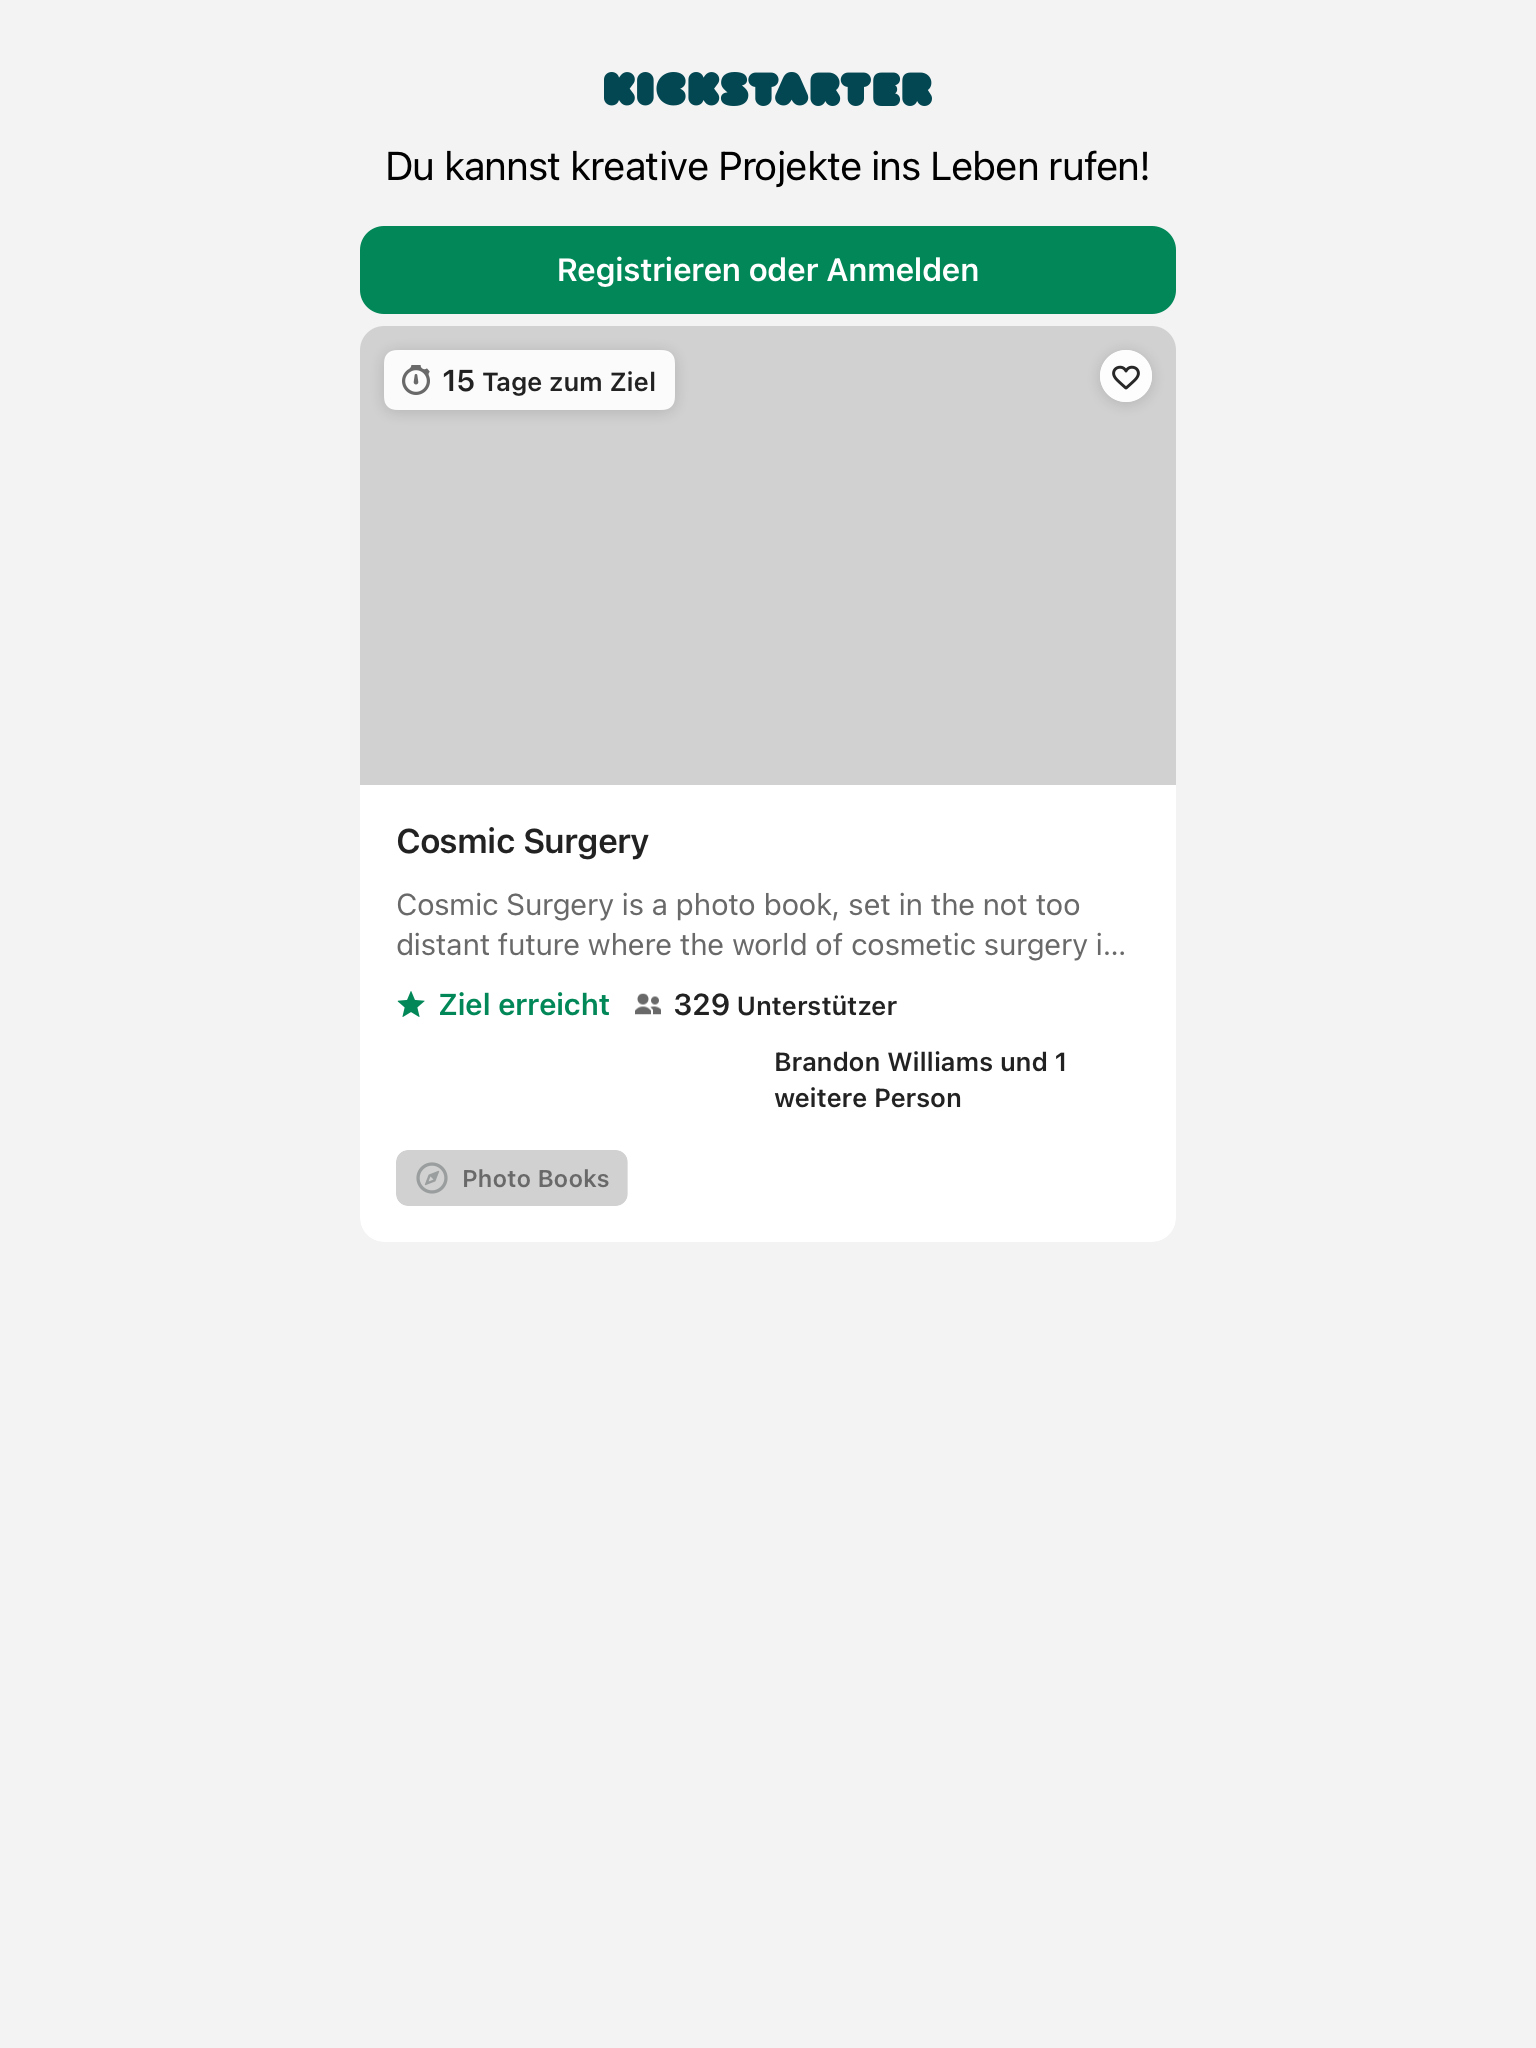 KICKSTARTER
Du kannst kreative Projekte ins Leben rufen!
Registrieren oder Anmelden
15 Tage zum Ziel
Cosmic Surgery
Cosmic Surgery is a photo book, set in the not too
distant future where the world of cosmetic surgery i...
Ziel erreicht 329 Unterstützer
Brandon Williams und 1
weitere Person
Photo Books